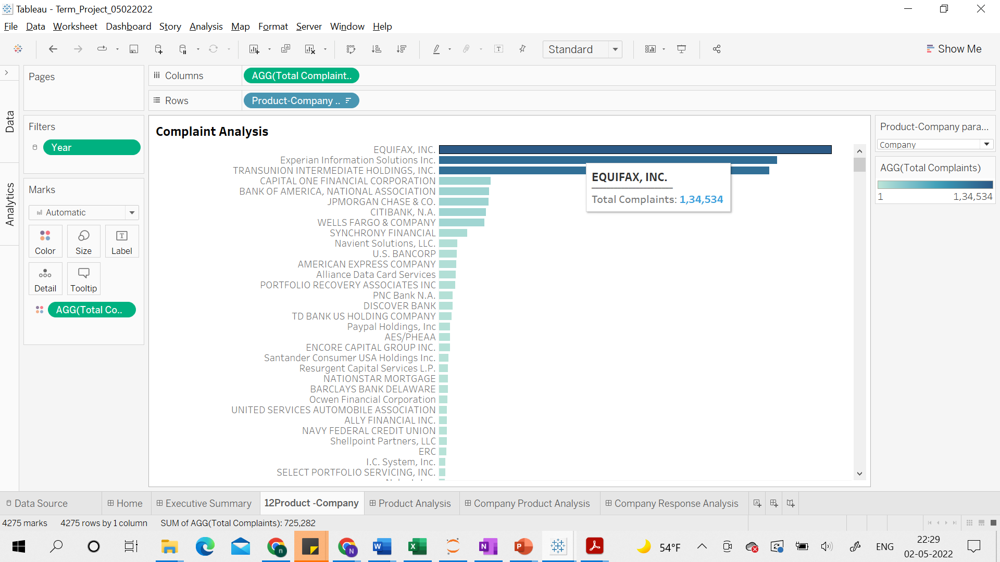 Tableau - Term_Project_05022022
File Data Worksheet Dashboard Story Analysis Map Format Server Window Help
Standard
Show Me
Pages
Columns
AGG(Total Complaint..
Rows
Product-Company ..
Data
Analytics
Filters
Year
Marks
Automatic
Color
Size
Label
Detail
Tooltip
AGG(Total Co..
Complaint Analysis
EQUIFAX, INC.
Experian Information Solutions Inc.
TRANSUNION INTERMEDIATE HOLDINGS, INC.
CAPITAL ONE FINANCIAL CORPORATION
BANK OF AMERICA, NATIONAL ASSOCIATION
JPMORGAN CHASE & CO.
CITIBANK, N.A.
WELLS FARGO & COMPANY
SYNCHRONY FINANCIAL
Navient Solutions, LLC.
U.S. BANCORP
AMERICAN EXPRESS COMPANY
Alliance Data Card Services
PORTFOLIO RECOVERY ASSOCIATES INC
PNC Bank N.A.
DISCOVER BANK
TD BANK US HOLDING COMPANY
Paypal Holdings, Inc
AES/PHEAA
ENCORE CAPITAL GROUP INC.
Santander Consumer USA Holdings Inc.
Resurgent Capital Services L.P.
NATIONSTAR MORTGAGE
BARCLAYS BANK DELAWARE
Ocwen Financial Corporation
UNITED SERVICES AUTOMOBILE ASSOCIATION
ALLY FINANCIAL INC.
NAVY FEDERAL CREDIT UNION
Shellpoint Partners, LLC
ERC
I.C. System, Inc.
SELECT PORTFOLIO SERVICING, INC.
EQUIFAX, INC.
Total Complaints: 1,34,534
Product-Company para...
Company
AGG(Total Complaints)
1 1,34,534
Data Source
Home
Executive Summary
12Product -Company
Product Analysis
Company Product Analysis
Company Response Analysis
4275 marks 4275 rows by 1 column SUM of AGG(Total Complaints): 725,282
54°F
ENG
22:29
02-05-2022